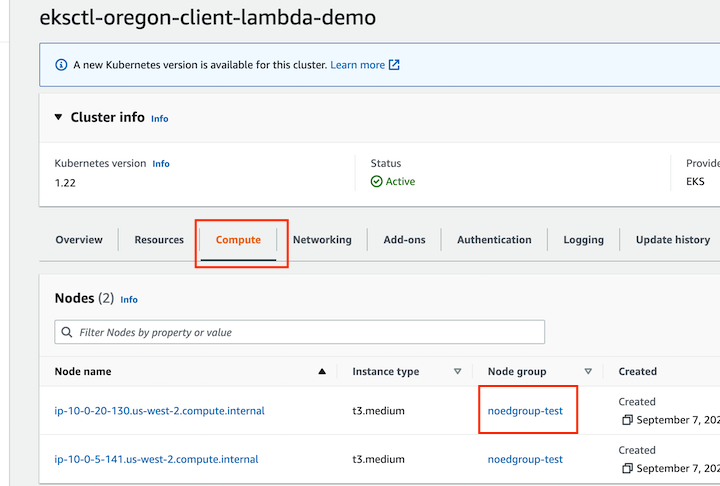 eksctl-oregon-client-lambda-demo
A new Kubernetes version is available for this cluster. Learn more
Cluster info Info
Kubernetes version Info
1.22
Status
Active
Provide
EKS
Overview Resources Compute Networking Add-ons Authentication Logging Update history
Nodes (2) Info
Filter Nodes by property or value
Node name Instance type Node group Created
ip-10-0-20-130.us-west-2.compute.internal t3.medium noedgroup-test Created
September 7, 202
ip-10-0-5-141.us-west-2.compute.internal t3.medium noedgroup-test Created
September 7, 202